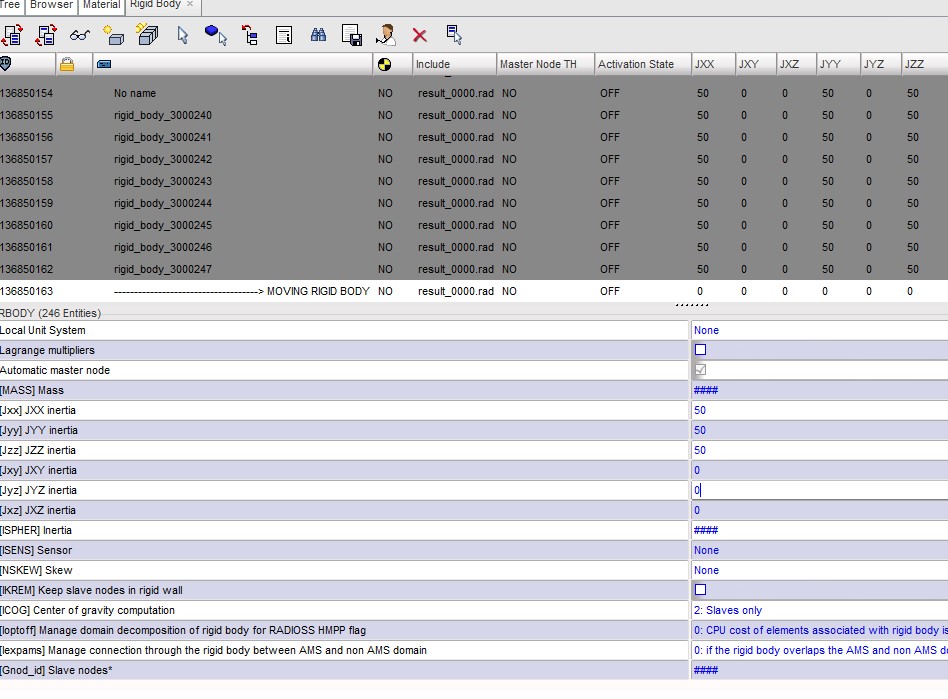 Tree Browser Material Rigid Body ×
ID Include Master Node TH Activation State JXX JXY JXZ JYY JYZ JZZ
136850154 No name NO result_0000.rad NO OFF 50 0 0 50 0 50
136850155 rigid_body_3000240 NO result_0000.rad NO OFF 50 0 0 50 0 50
136850156 rigid_body_3000241 NO result_0000.rad NO OFF 50 0 0 50 0 50
136850157 rigid_body_3000242 NO result_0000.rad NO OFF 50 0 0 50 0 50
136850158 rigid_body_3000243 NO result_0000.rad NO OFF 50 0 0 50 0 50
136850159 rigid_body_3000244 NO result_0000.rad NO OFF 50 0 0 50 0 50
136850160 rigid_body_3000245 NO result_0000.rad NO OFF 50 0 0 50 0 50
136850161 rigid_body_3000246 NO result_0000.rad NO OFF 50 0 0 50 0 50
136850162 rigid_body_3000247 NO result_0000.rad NO OFF 50 0 0 50 0 50
136850163 ------------------------------------> MOVING RIGID BODY NO result_0000.rad NO OFF 0 0 0 0 0 0
RBODY (246 Entities)
Local Unit System None
Lagrange multipliers
Automatic master node
[MASS] Mass ####
[Jxx] JXX inertia 50
[Jyy] JYY inertia 50
[Jzz] JZZ inertia 50
[Jxy] JXY inertia 0
[Jyz] JYZ inertia 0
[Jxz] JXZ inertia 0
[ISPHER] Inertia ####
[ISENS] Sensor None
[NSKEW] Skew None
[IKREM] Keep slave nodes in rigid wall
[ICOG] Center of gravity computation 2: Slaves only
[Ioptoff] Manage domain decomposition of rigid body for RADIOSS HMPP flag 0: CPU cost of elements associated with rigid body is
[Iexpams] Manage connection through the rigid body between AMS and non AMS domain 0: if the rigid body overlaps the AMS and non AMS do
[Gnod_id] Slave nodes* ####